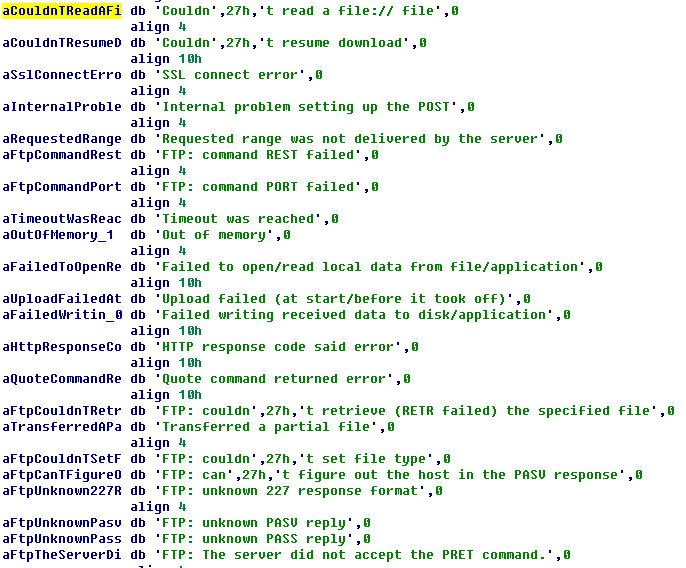 aCouldnTReadAFi db 'Couldn',27h,'t read a file:// file',0
align 4
aCouldnTResumeD db 'Couldn',27h,'t resume download',0
align 10h
aSslConnectErro db 'SSL connect error',0
align 4
aInternalProble db 'Internal problem setting up the POST',0
align 4
aRequestedRange db 'Requested range was not delivered by the server',0
aFtpCommandRest db 'FTP: command REST failed',0
align 4
aFtpCommandPort db 'FTP: command PORT failed',0
align 4
aTimeoutWasReac db 'Timeout was reached',0
aOutOfMemory_1 db 'Out of memory',0
align 4
aFailedToOpenRe db 'Failed to open/read local data from file/application',0
align 10h
aUploadFailedAt db 'Upload failed (at start/before it took off)',0
aFailedWritin_0 db 'Failed writing received data to disk/application',0
align 10h
aHttpResponseCo db 'HTTP response code said error',0
align 10h
aQuoteCommandRe db 'Quote command returned error',0
align 10h
aFtpCouldnTRetr db 'FTP: couldn',27h,'t retrieve (RETR failed) the specified file',0
aTransferredAPa db 'Transferred a partial file',0
align 4
aFtpCouldnTSetF db 'FTP: couldn',27h,'t set file type',0
aFtpCanTFigureO db 'FTP: can',27h,'t figure out the host in the PASV response',0
aFtpUnknown227R db 'FTP: unknown 227 response format',0
align 4
aFtpUnknownPasv db 'FTP: unknown PASV reply',0
aFtpUnknownPass db 'FTP: unknown PASS reply',0
aFtpTheServerDi db 'FTP: The server did not accept the PRET command.',0